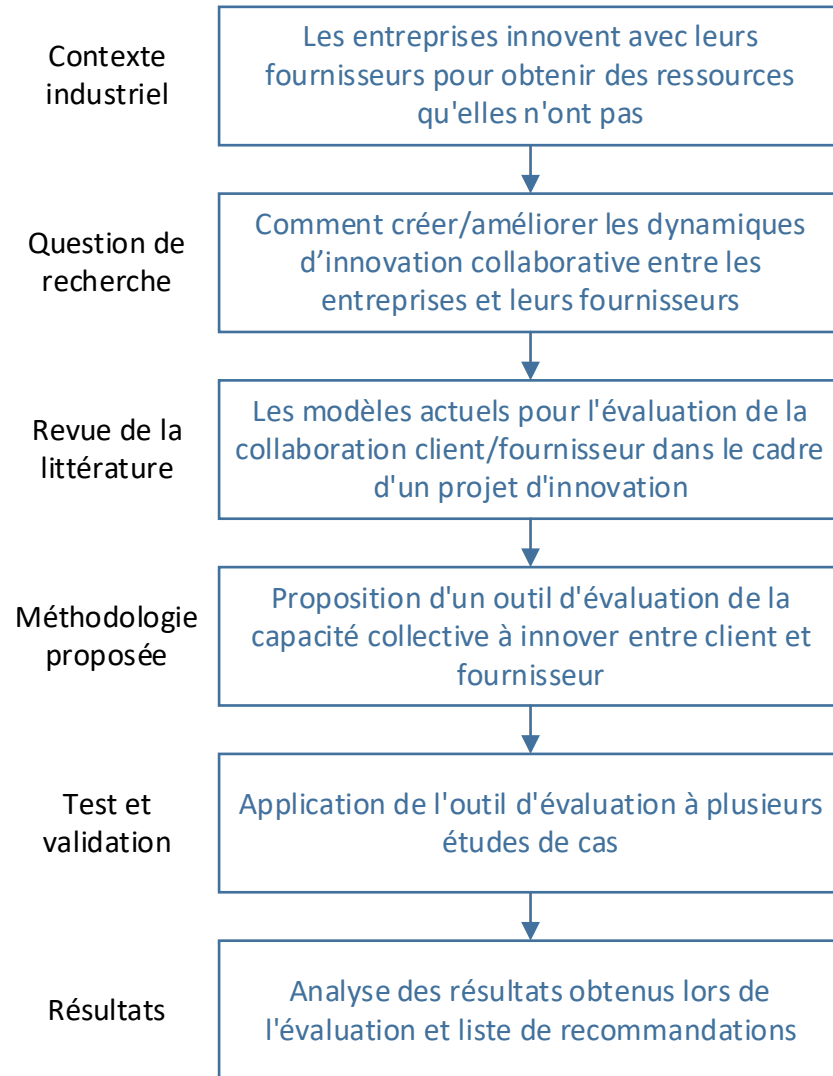 Contexte
industriel
Les entreprises innovent avec leurs
fournisseurs pour obtenir des ressources
qu'elles n'ont pas
Question de
recherche
Comment créer/améliorer les dynamiques
d’innovation collaborative entre les
entreprises et leurs fournisseurs
Revue de la
littérature
Les modèles actuels pour l'évaluation de la
collaboration client/fournisseur dans le cadre
d'un projet d'innovation
Méthodologie
proposée
Proposition d'un outil d'évaluation de la
capacité collective à innover entre client et
fournisseur
Test et
validation
Application de l'outil d'évaluation à plusieurs
études de cas
Résultats
Analyse des résultats obtenus lors de
l'évaluation et liste de recommandations